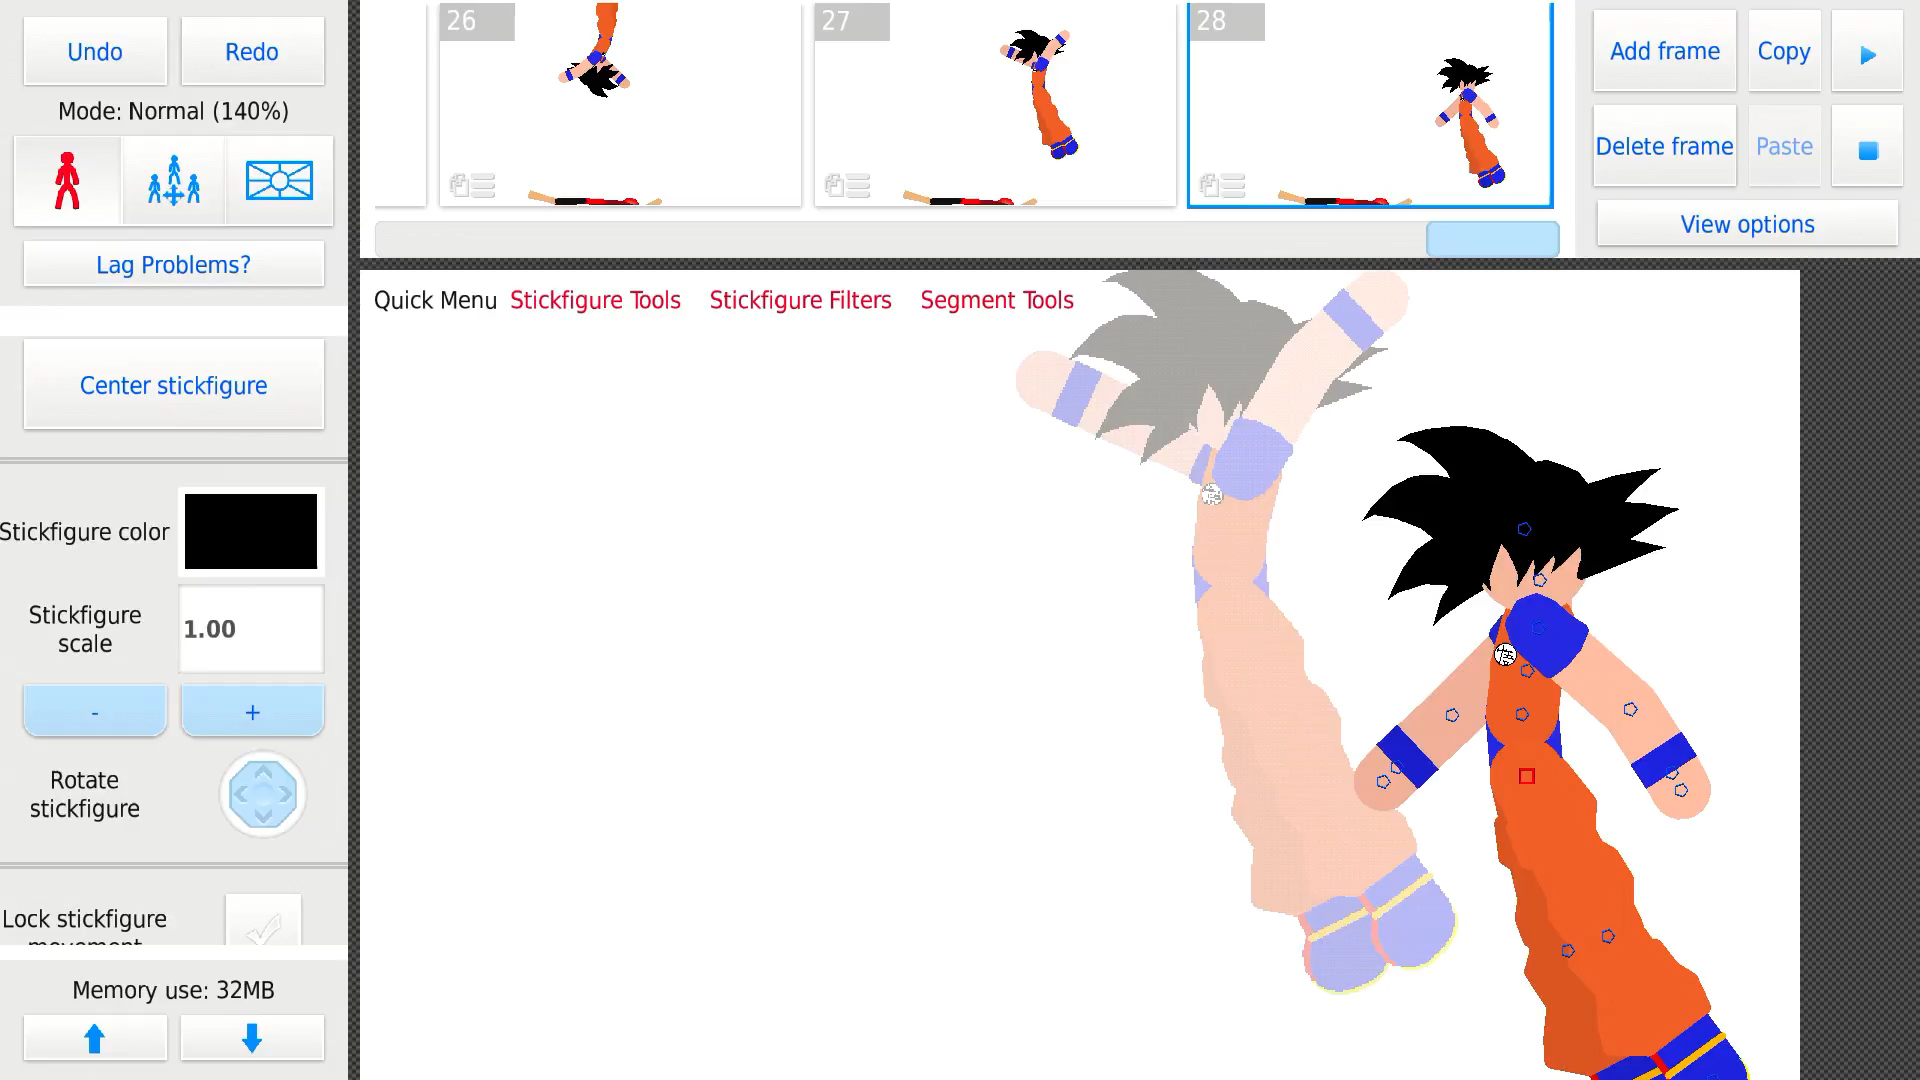 Undo
Redo
Mode: Normal (140%)
Lag Problems?
Center stickfigure
Stickfigure color
Stickfigure
scale
1.00
-
+
Rotate
stickfigure
Lock stickfigure
movement
Memory use: 32MB
26
27
28
Add frame
Copy
Delete frame
Paste
View options
Quick Menu
Stickfigure Tools
Stickfigure Filters
Segment Tools